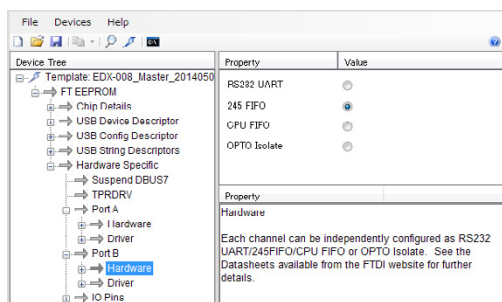 File Devices Help
Device Tree
Template: EDX-008_Master_2014050
FT EEPROM
Chip Details
USB Device Descriptor
USB Config Descriptor
USB String Descriptors
Hardware Specific
Suspend DBUS7
TPRDRV
Port A
Hardware
Driver
Port B
Hardware
Driver
IO Pins
Property Value
RS232 UART
245 FIFO
CPU FIFO
OPTO Isolate
Property
Hardware
Each channel can be independently configured as RS232
UART/245FIFO/CPU FIFO or OPTO Isolate. See the
Datasheets available from the FTDI website for further
details.